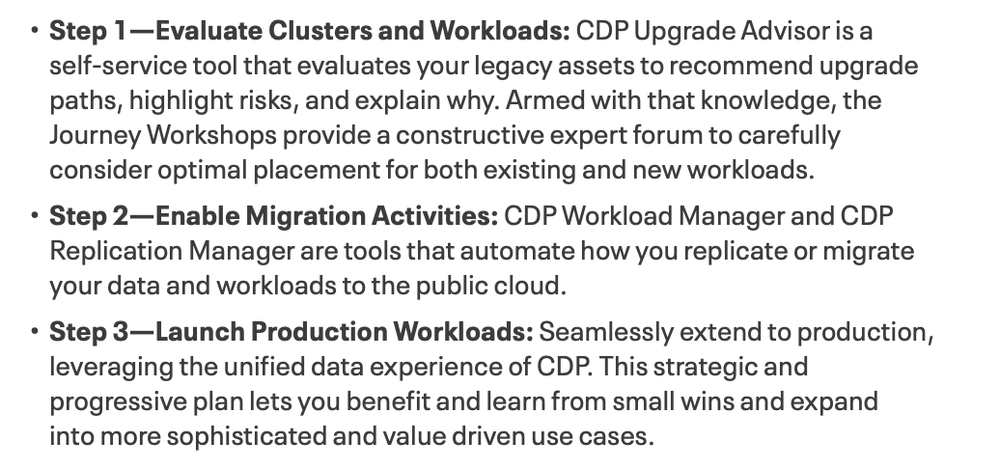 • Step 1—Evaluate Clusters and Workloads: CDP Upgrade Advisor is a
self-service tool that evaluates your legacy assets to recommend upgrade
paths, highlight risks, and explain why. Armed with that knowledge, the
Journey Workshops provide a constructive expert forum to carefully
consider optimal placement for both existing and new workloads.
• Step 2—Enable Migration Activities: CDP Workload Manager and CDP
Replication Manager are tools that automate how you replicate or migrate
your data and workloads to the public cloud.
• Step 3—Launch Production Workloads: Seamlessly extend to production,
leveraging the unified data experience of CDP. This strategic and
progressive plan lets you benefit and learn from small wins and expand
into more sophisticated and value driven use cases.